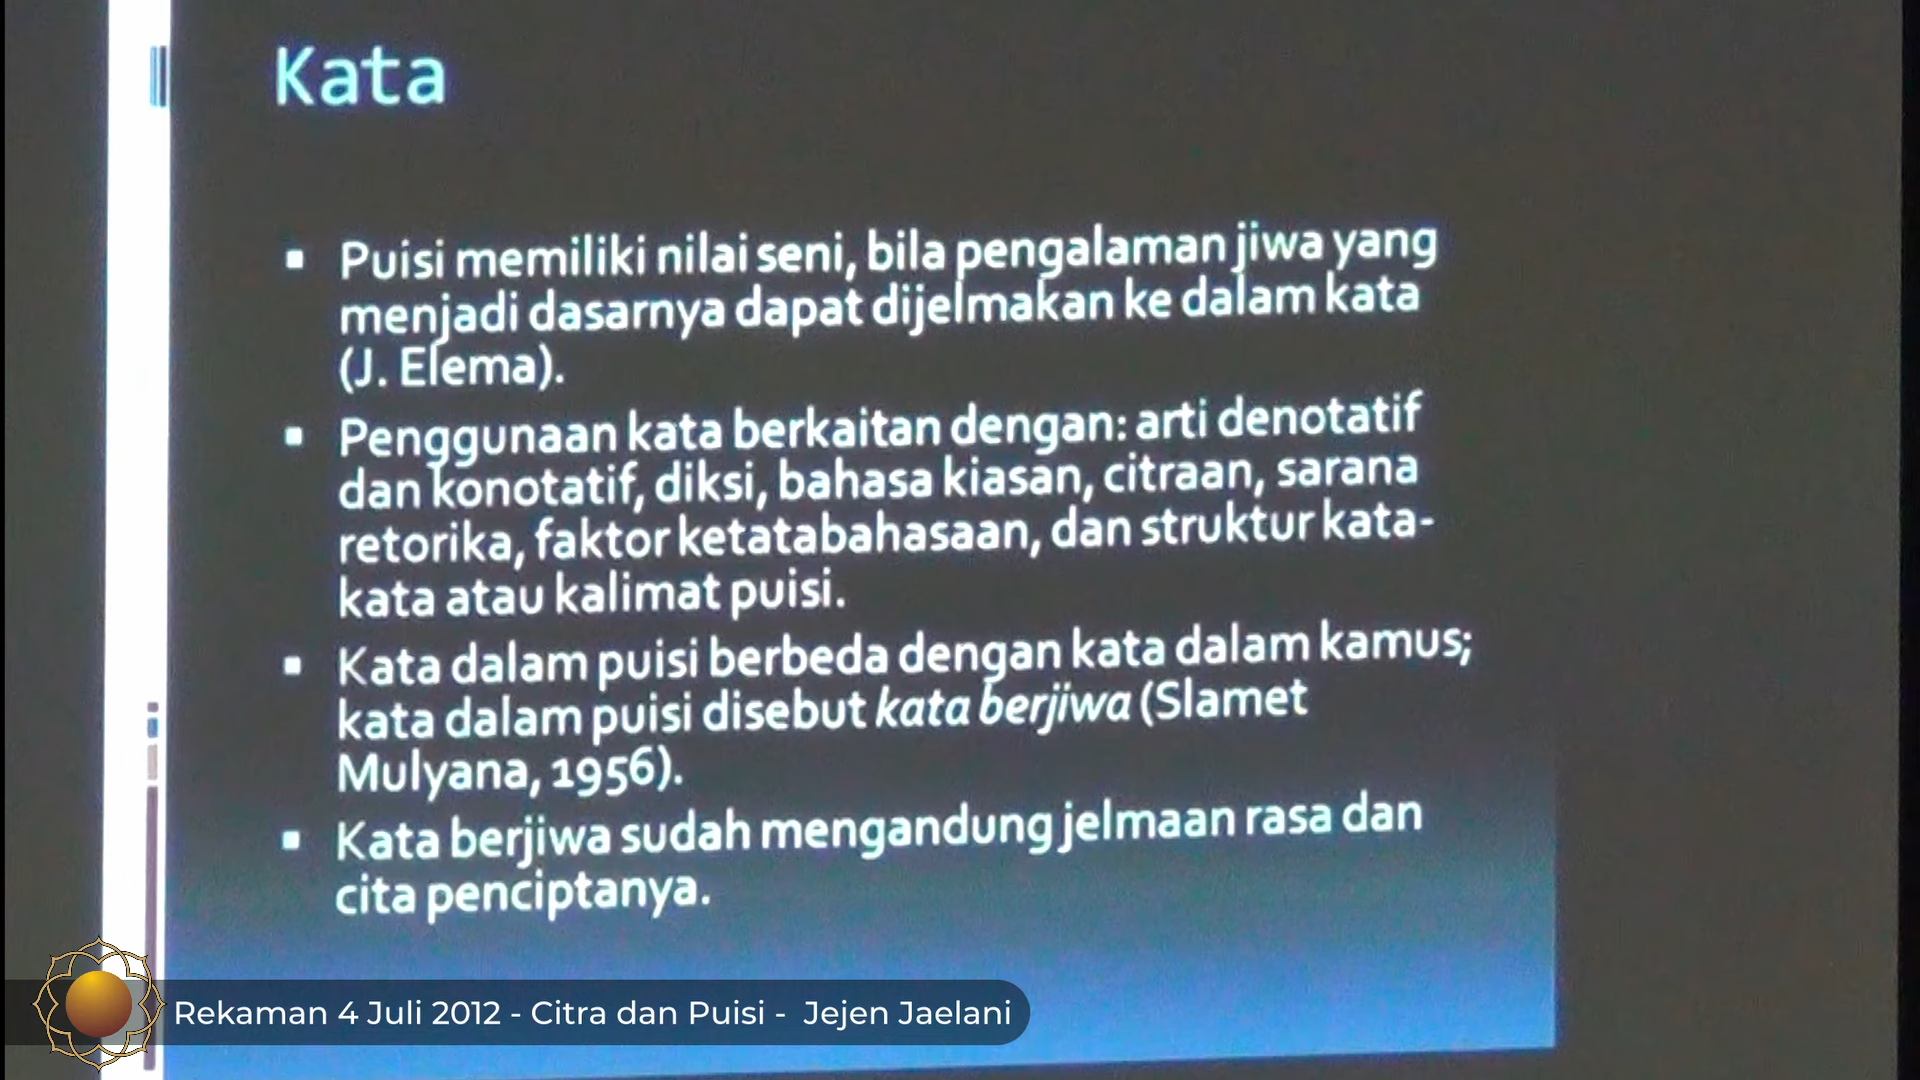 Kata
▪ Puisi memiliki nilai seni, bila pengalaman jiwa yang
menjadi dasarnya dapat dijelmakan ke dalam kata
(J. Elema).
▪ Penggunaan kata berkaitan dengan: arti denotatif
dan konotatif, diksi, bahasa kiasan, citraan, sarana
retorika, faktor ketatabahasaan, dan struktur kata-
kata atau kalimat puisi.
▪ Kata dalam puisi berbeda dengan kata dalam kamus;
kata dalam puisi disebut kata berjiwa (Slamet
Mulyana, 1956).
▪ Kata berjiwa sudah mengandung jelmaan rasa dan
cita penciptanya.
Rekaman 4 Juli 2012 - Citra dan Puisi - Jejen Jaelani